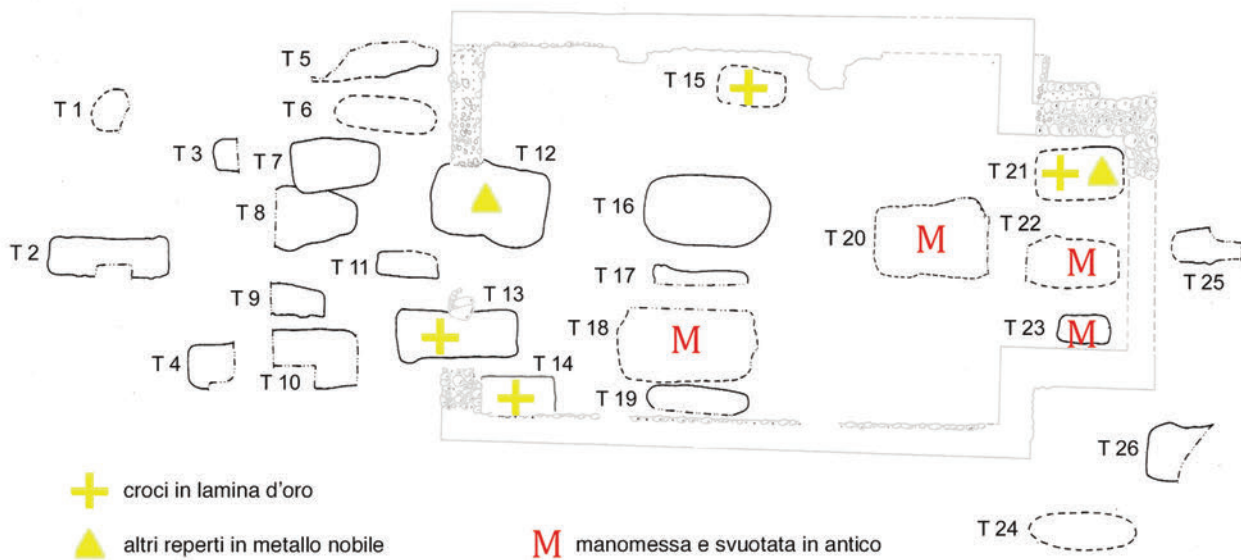 T 1
T 2
T 3
T 4
T 5
T 6
T 7
T 8
T 9
T 10
T 11
T 12
T 13
T 14
T 15
T 16
T 17
T 18
M
T 19
T 20
M
T 21
T 22
M
T 23
M
T 25
T 26
T 24
croci in lamina d'oro
altri reperti in metallo nobile
M manomessa e svuotata in antico